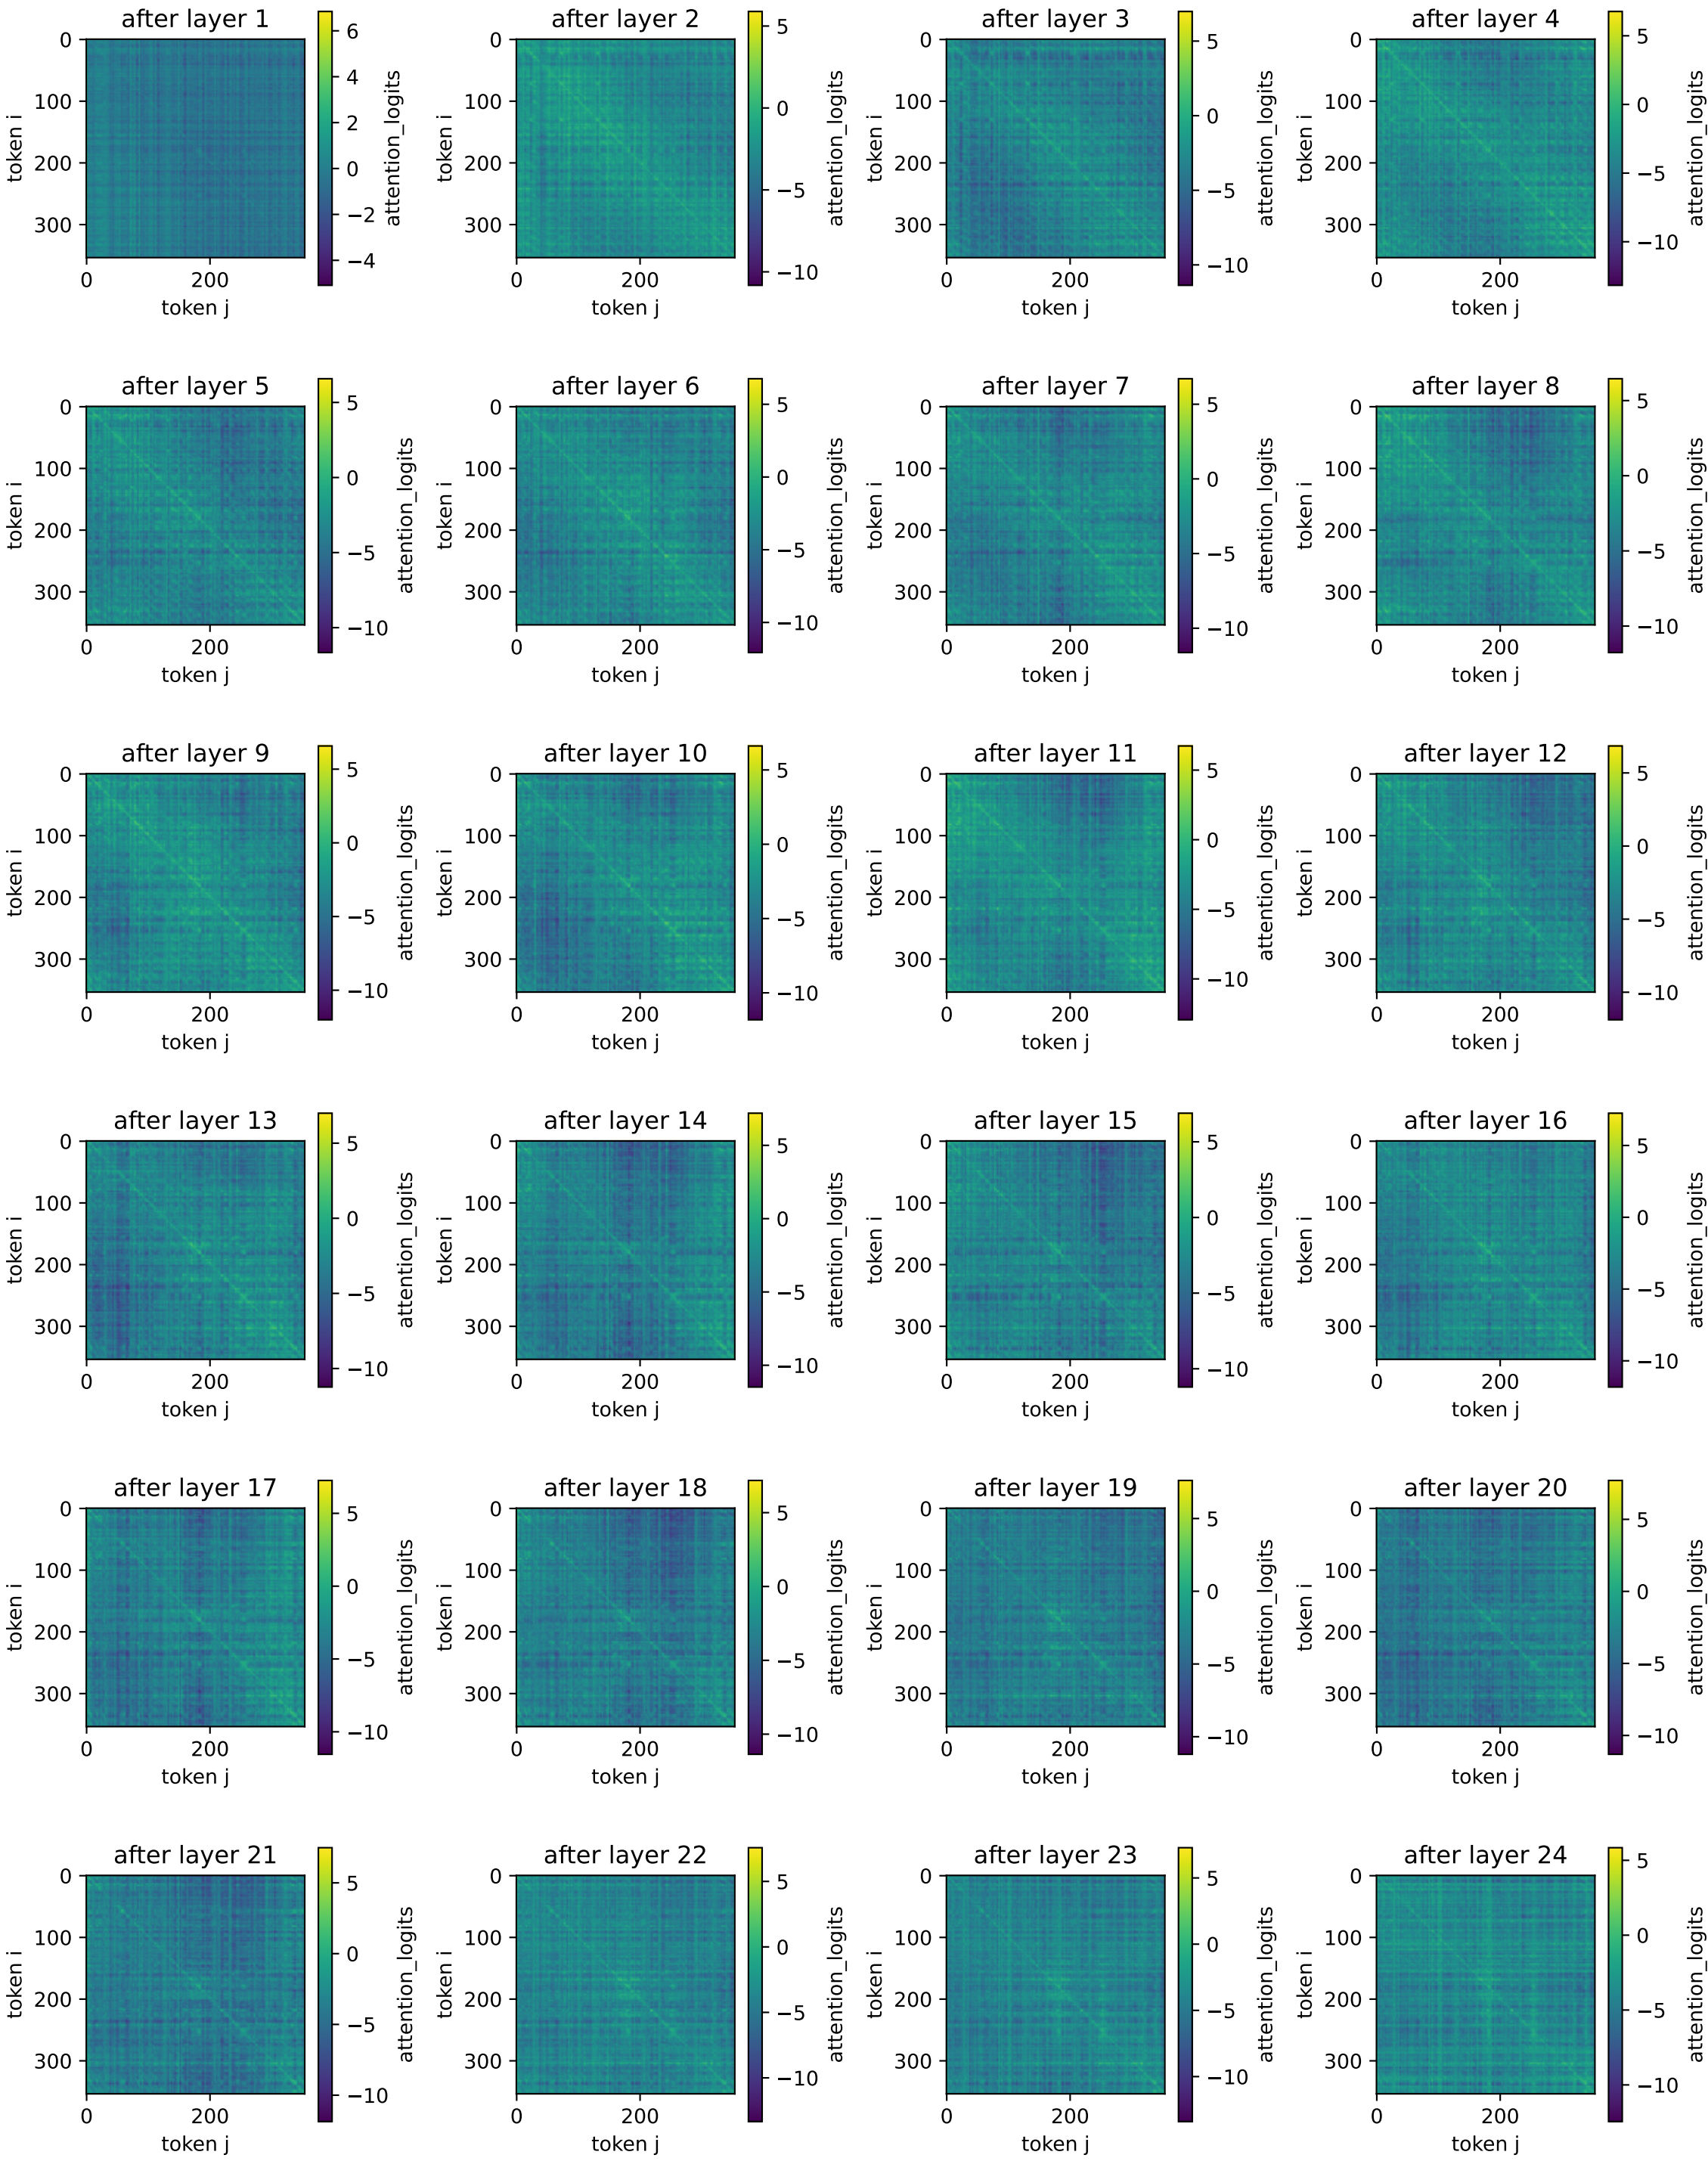 after layer 1
0
100
200
300
token i
0
200
token j
6
4
2
0
−2
−4
attention_logits
after layer 2
0
100
200
300
token i
0
200
token j
5
0
−5
−10
attention_logits
after layer 3
0
100
200
300
token i
0
200
token j
5
0
−5
−10
attention_logits
after layer 4
0
100
200
300
token i
0
200
token j
5
0
−5
−10
attention_logits
after layer 5
0
100
200
300
token i
0
200
token j
5
0
−5
−10
attention_logits
after layer 6
0
100
200
300
token i
0
200
token j
5
0
−5
−10
attention_logits
after layer 7
0
100
200
300
token i
0
200
token j
5
0
−5
−10
attention_logits
after layer 8
0
100
200
300
token i
0
200
token j
5
0
−5
−10
attention_logits
after layer 9
0
100
200
300
token i
0
200
token j
5
0
−5
−10
attention_logits
after layer 10
0
100
200
300
token i
0
200
token j
5
0
−5
−10
attention_logits
after layer 11
0
100
200
300
token i
0
200
token j
5
0
−5
−10
attention_logits
after layer 12
0
100
200
300
token i
0
200
token j
5
0
−5
−10
attention_logits
after layer 13
0
100
200
300
token i
0
200
token j
5
0
−5
−10
attention_logits
after layer 14
0
100
200
300
token i
0
200
token j
5
0
−5
−10
attention_logits
after layer 15
0
100
200
300
token i
0
200
token j
5
0
−5
−10
attention_logits
after layer 16
0
100
200
300
token i
0
200
token j
5
0
−5
−10
attention_logits
after layer 17
0
100
200
300
token i
0
200
token j
5
0
−5
−10
attention_logits
after layer 18
0
100
200
300
token i
0
200
token j
5
0
−5
−10
attention_logits
after layer 19
0
100
200
300
token i
0
200
token j
5
0
−5
−10
attention_logits
after layer 20
0
100
200
300
token i
0
200
token j
5
0
−5
−10
attention_logits
after layer 21
0
100
200
300
token i
0
200
token j
5
0
−5
−10
attention_logits
after layer 22
0
100
200
300
token i
0
200
token j
5
0
−5
−10
attention_logits
after layer 23
0
100
200
300
token i
0
200
token j
5
0
−5
−10
attention_logits
after layer 24
0
100
200
300
token i
0
200
token j
5
0
−5
−10
attention_logits